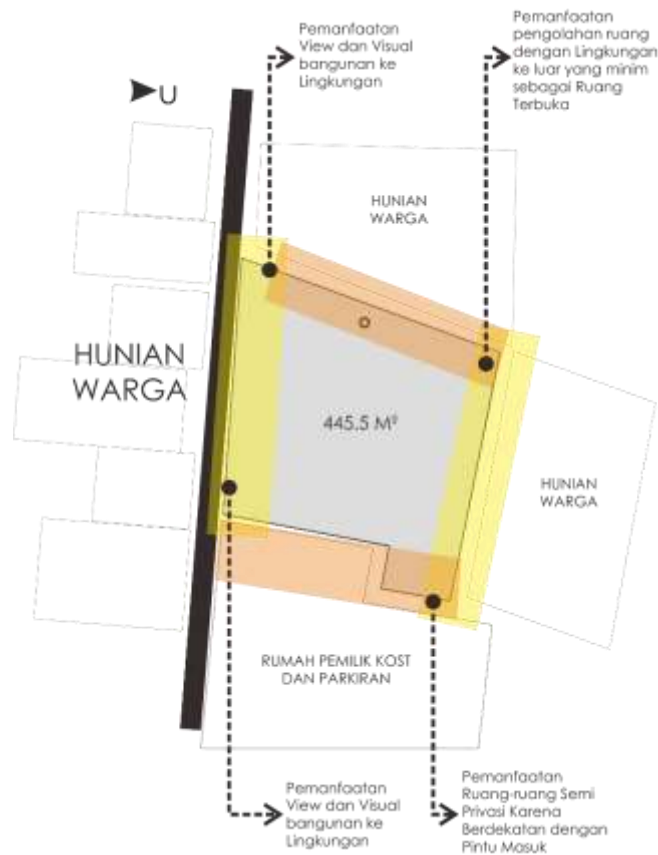 Pemanfaatan
View dan Visual
bangunan ke
Lingkungan
Pemanfaatan
pengolahan ruang
dengan Lingkungan
ke luar yang minim
sebagai Ruang
Terbuka
U
HUNIAN
WARGA
HUNIAN
WARGA
445.5 M²
HUNIAN
WARGA
RUMAH PEMILIK KOST
DAN PARKIRAN
Pemanfaatan
View dan Visual
bangunan ke
Lingkungan
Pemanfaatan
Ruang-ruang Semi
Privasi Karena
Berdekatan dengan
Pintu Masuk